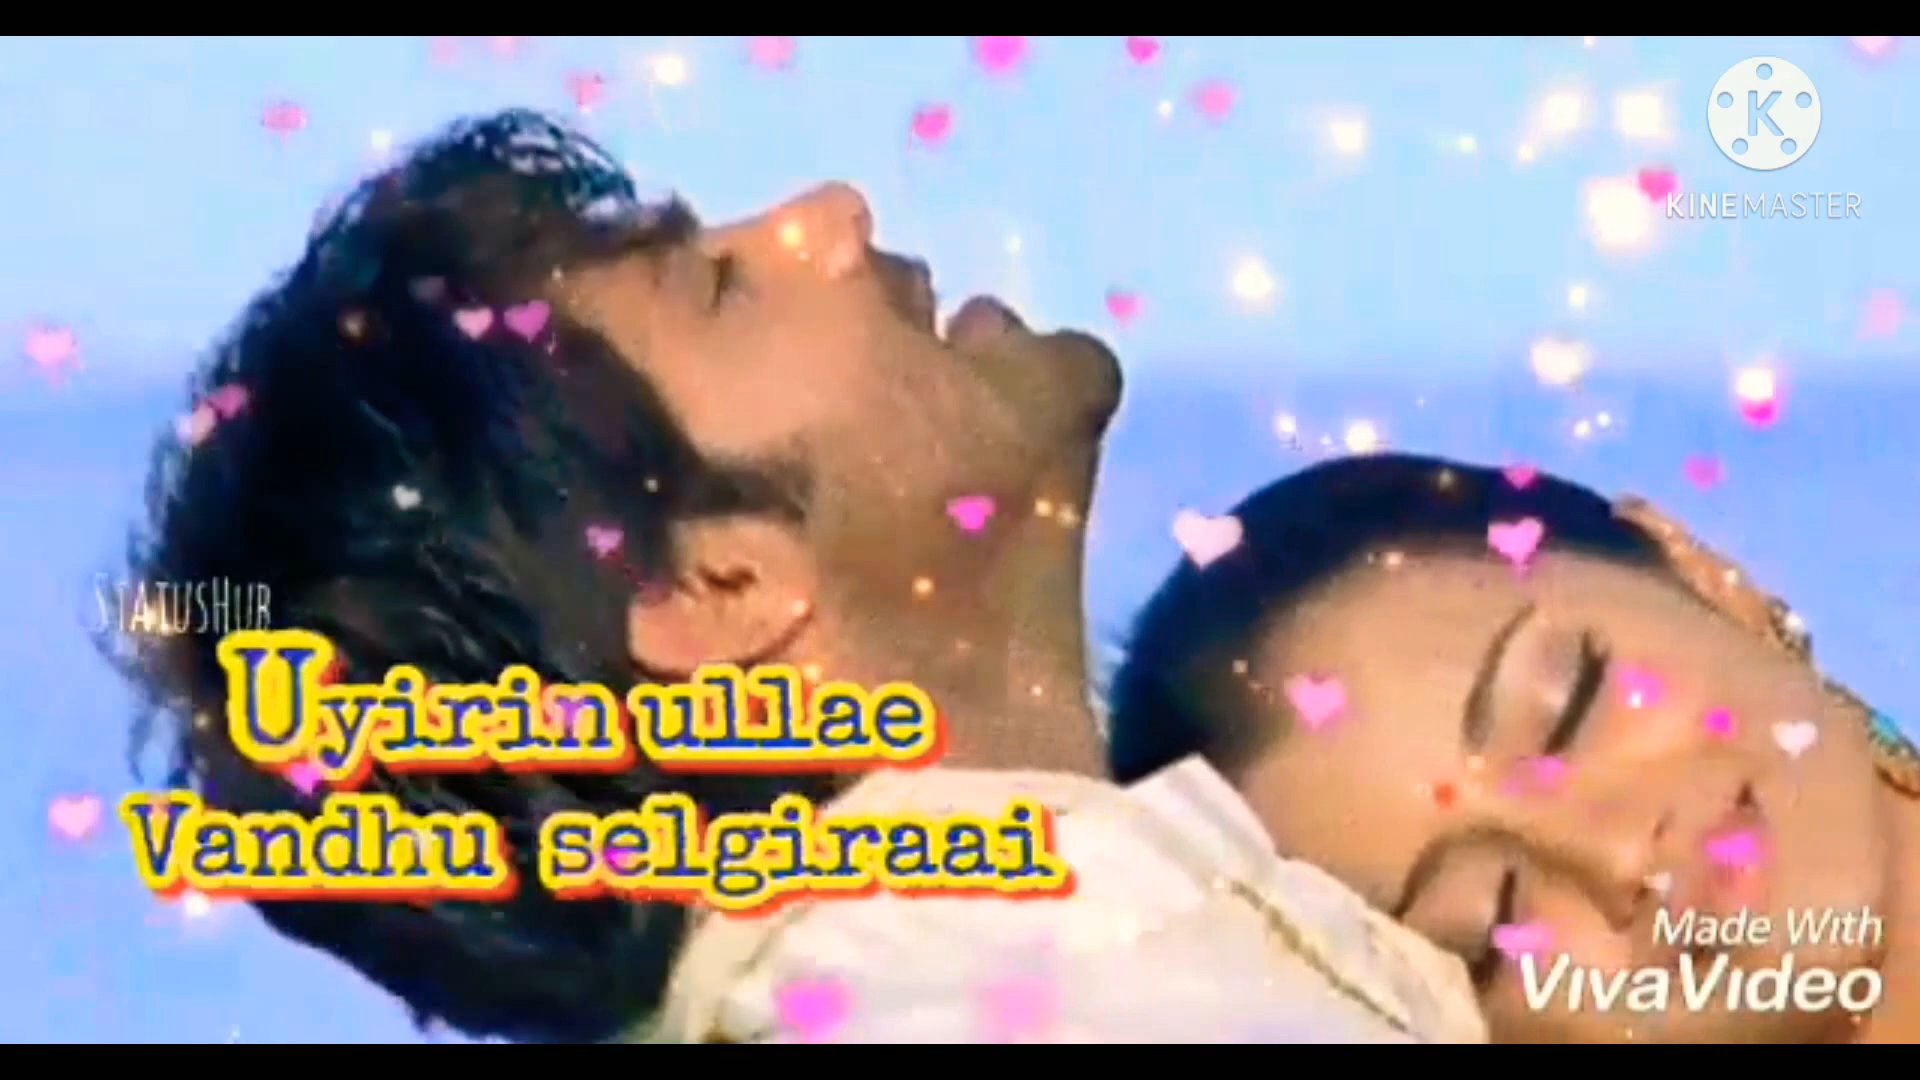 K
KINEMASTER
STATUSHUB
Uyirin ullae
Vandhu selgiraai
Made With
VivaVideo